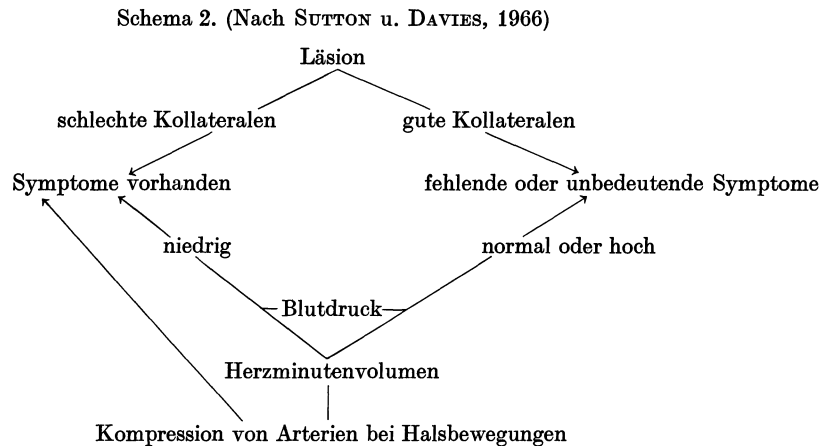 Schema 2. (Nach SUTTON u. DAVIES, 1966)
Läsion
schlechte Kollateralen
gute Kollateralen
Symptome vorhanden
fehlende oder unbedeutende Symptome
niedrig
normal oder hoch
Blutdruck
Herzminutenvolumen
Kompression von Arterien bei Halsbewegungen